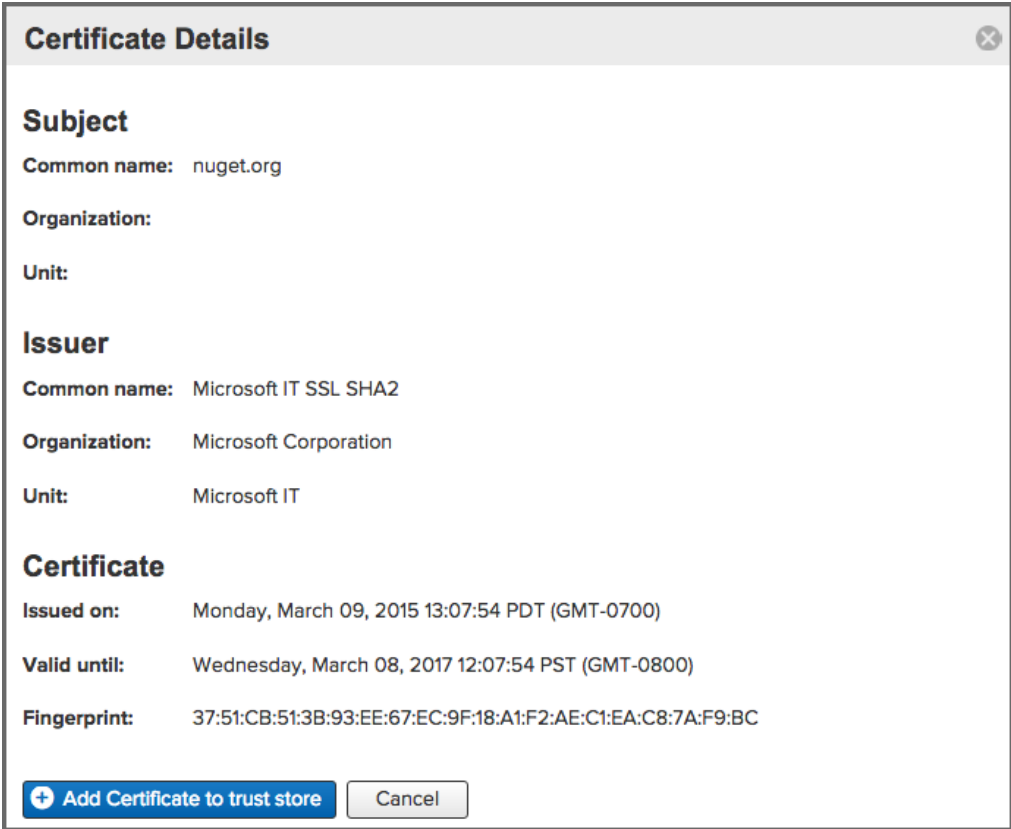 Certificate Details
Subject
Common name: nuget.org
Organization:
Unit:
Issuer
Common name: Microsoft IT SSL SHA2
Organization: Microsoft Corporation
Unit: Microsoft IT
Certificate
Issued on: Monday, March 09, 2015 13:07:54 PDT (GMT-0700)
Valid until: Wednesday, March 08, 2017 12:07:54 PST (GMT-0800)
Fingerprint: 37:51:CB:51:3B:93:EE:67:EC:9F:18:A1:F2:AE:C1:EA:C8:7A:F9:BC
Add Certificate to trust store Cancel